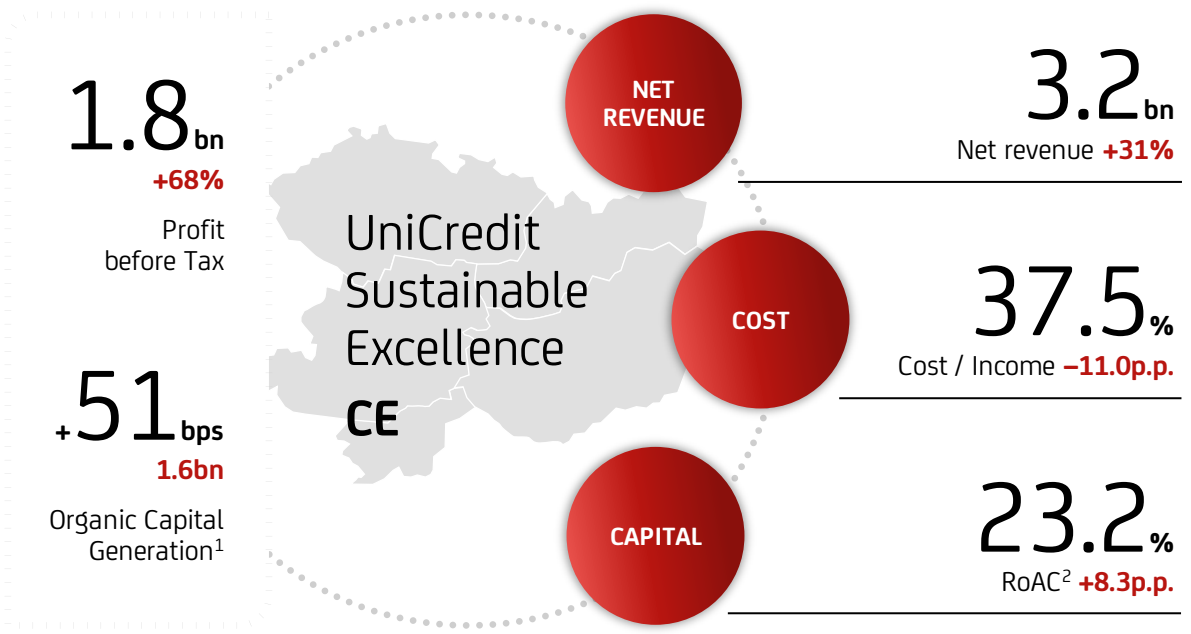 1.8bn
+68%
Profit
before Tax
+51bps
1.6bn
Organic Capital
Generation¹
UniCredit
Sustainable
Excellence
CE
NET
REVENUE
COST
CAPITAL
3.2bn
Net revenue +31%
37.5%
Cost / Income –11.0p.p.
23.2%
RoAC² +8.3p.p.